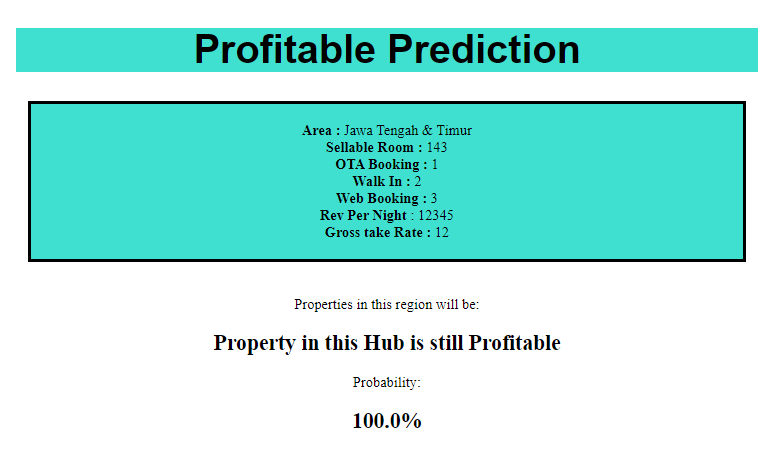 Profitable Prediction
Area : Jawa Tengah & Timur
Sellable Room : 143
OTA Booking : 1
Walk In : 2
Web Booking : 3
Rev Per Night : 12345
Gross take Rate : 12
Properties in this region will be:
Property in this Hub is still Profitable
Probability:
100.0%